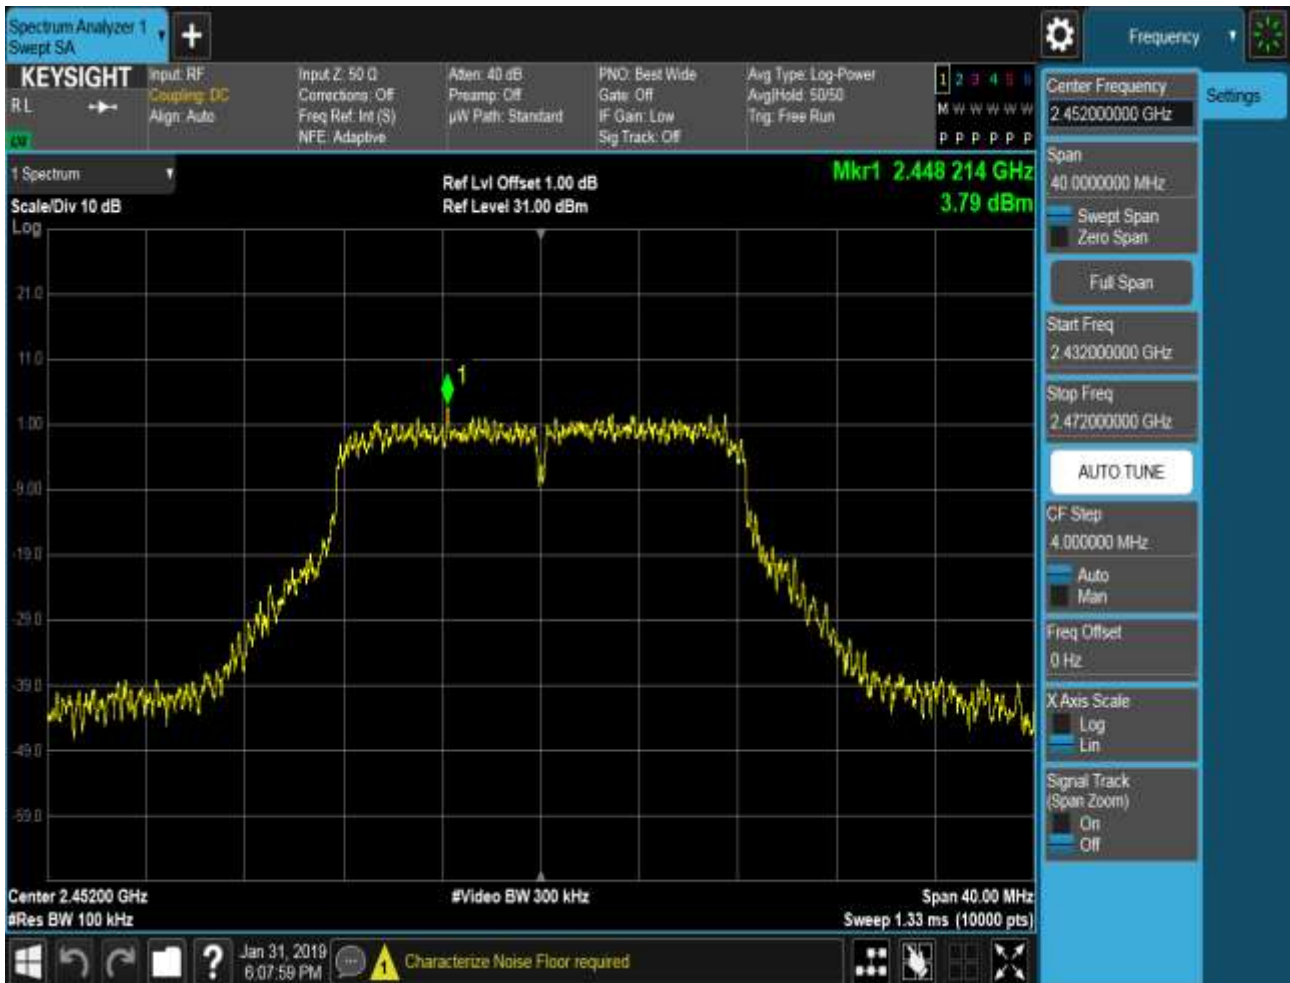 Spectrum Analyzer 1
Swept SA
+
Frequency
KEYSIGHT
RL
Input: RF
Coupling: DC
Align: Auto
Input Z: 50 Ω
Corrections: Off
Freq Ref: Int (S)
NFE: Adaptive
Atten: 40 dB
Preamp: Off
µW Path: Standard
PNO: Best Wide
Gate: Off
IF Gain: Low
Sig Track: Off
Avg Type: Log-Power
Avg|Hold: 50/50
Trig: Free Run
1 2 3 4 5 6
M W W W W W
P P P P P P
1 Spectrum
Scale/Div 10 dB
Log
Ref Lvl Offset 1.00 dB
Ref Level 31.00 dBm
Mkr1 2.448 214 GHz
3.79 dBm
21.0
11.0
1.00
-9.00
-19.0
-29.0
-39.0
-49.0
-59.0
1
Center 2.45200 GHz
#Res BW 100 kHz
#Video BW 300 kHz
Span 40.00 MHz
Sweep 1.33 ms (10000 pts)
Center Frequency
2.452000000 GHz
Settings
Span
40.0000000 MHz
Swept Span
Zero Span
Full Span
Start Freq
2.432000000 GHz
Stop Freq
2.472000000 GHz
AUTO TUNE
CF Step
4.000000 MHz
Auto
Man
Freq Offset
0 Hz
X Axis Scale
Log
Lin
Signal Track
(Span Zoom)
On
Off
?
Jan 31, 2019
6:07:59 PM
1
Characterize Noise Floor required